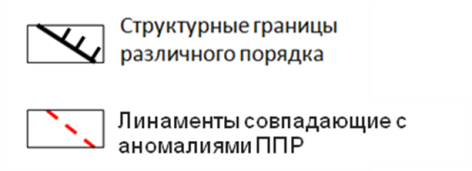 Структурные границы
различного порядка
Линаменты совпадающие с
аномалиями ППР